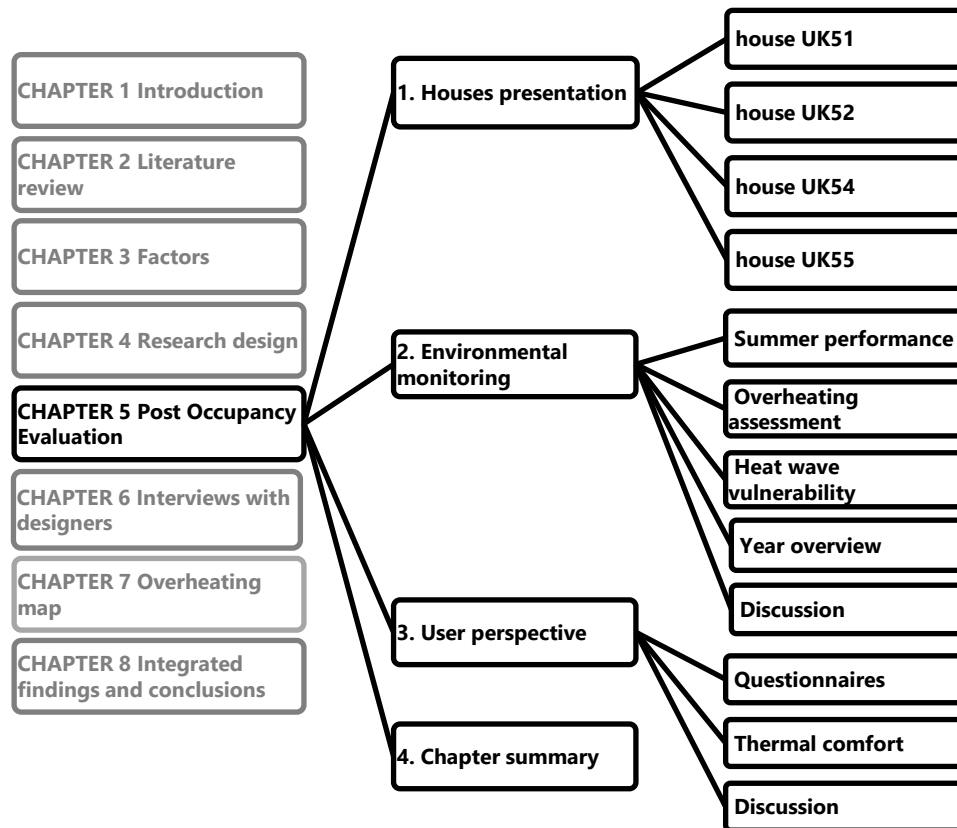 CHAPTER 1 Introduction
CHAPTER 2 Literature
review
CHAPTER 3 Factors
CHAPTER 4 Research design
CHAPTER 5 Post Occupancy
Evaluation
CHAPTER 6 Interviews with
designers
CHAPTER 7 Overheating
map
CHAPTER 8 Integrated
findings and conclusions
1. Houses presentation
2. Environmental
monitoring
3. User perspective
4. Chapter summary
house UK51
house UK52
house UK54
house UK55
Summer performance
Overheating
assessment
Heat wave
vulnerability
Year overview
Discussion
Questionnaires
Thermal comfort
Discussion